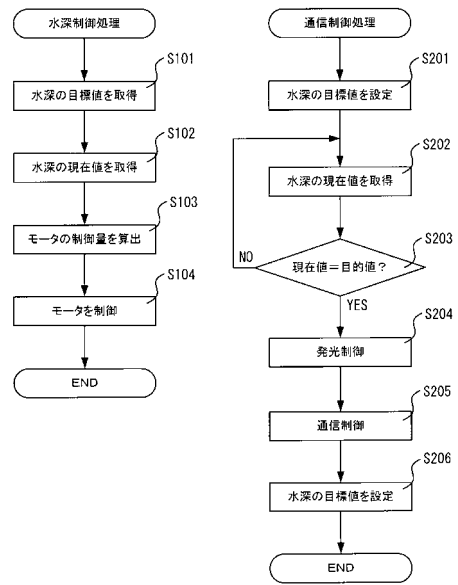 水深制御処理
S101
水深の目標値を取得
S102
水深の現在値を取得
S103
モータの制御量を算出
S104
モータを制御
END
通信制御処理
S201
水深の目標値を設定
S202
水深の現在値を取得
S203
現在値=目的値?
NO
YES
S204
発光制御
S205
通信制御
S206
水深の目標値を設定
END